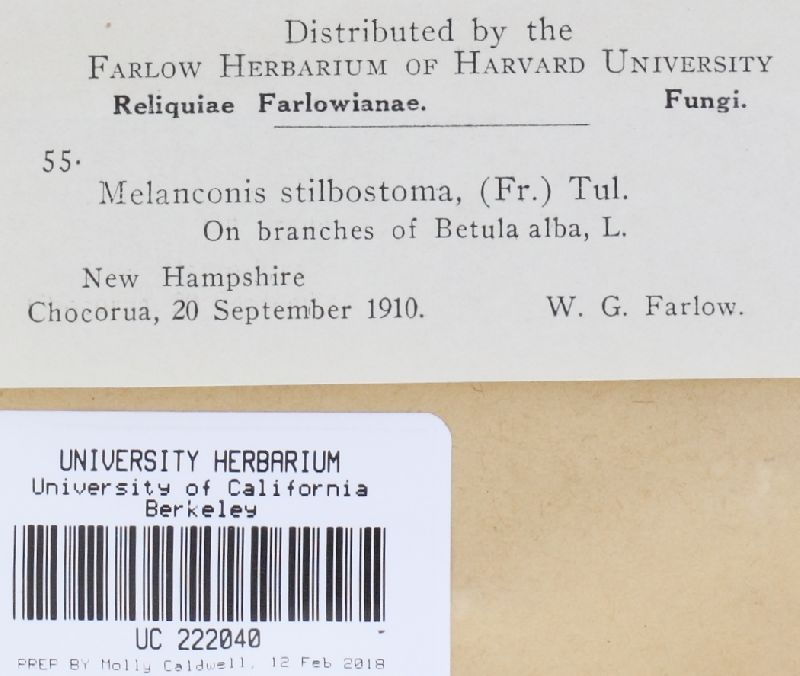 Distributed by the
FARLOW HERBARIUM OF HARVARD UNIVERSITY
Reliquiae Farlowianae. Fungi.
55.
Melanconis stilbostoma, (Fr.) Tul.
On branches of Betula alba, L.
New Hampshire
Chocorua, 20 September 1910. W. G. Farlow.
UNIVERSITY HERBARIUM
University of California
Berkeley
UC 222040
PREP BY Molly Caldwell, 12 Feb 2018